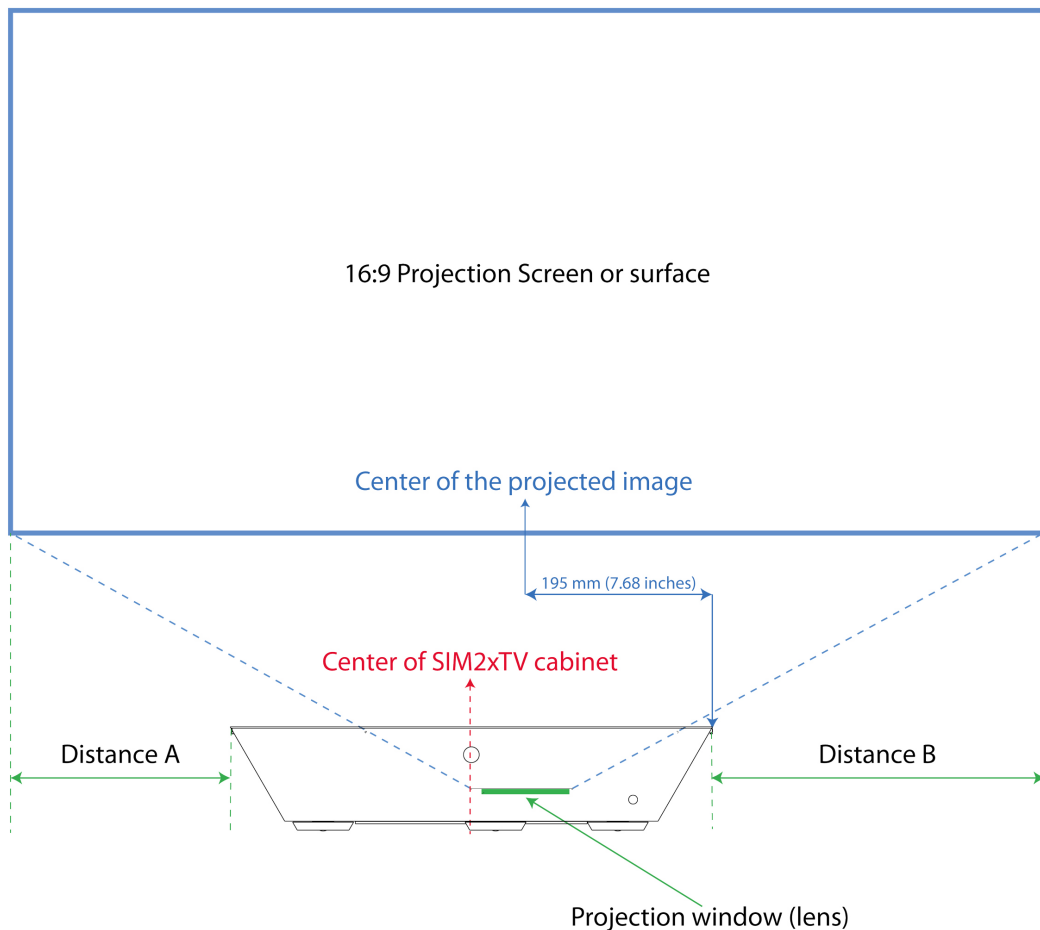 16:9 Projection Screen or surface
Center of the projected image
195 mm (7.68 inches)
Center of SIM2xTV cabinet
Distance A
Distance B
Projection window (lens)